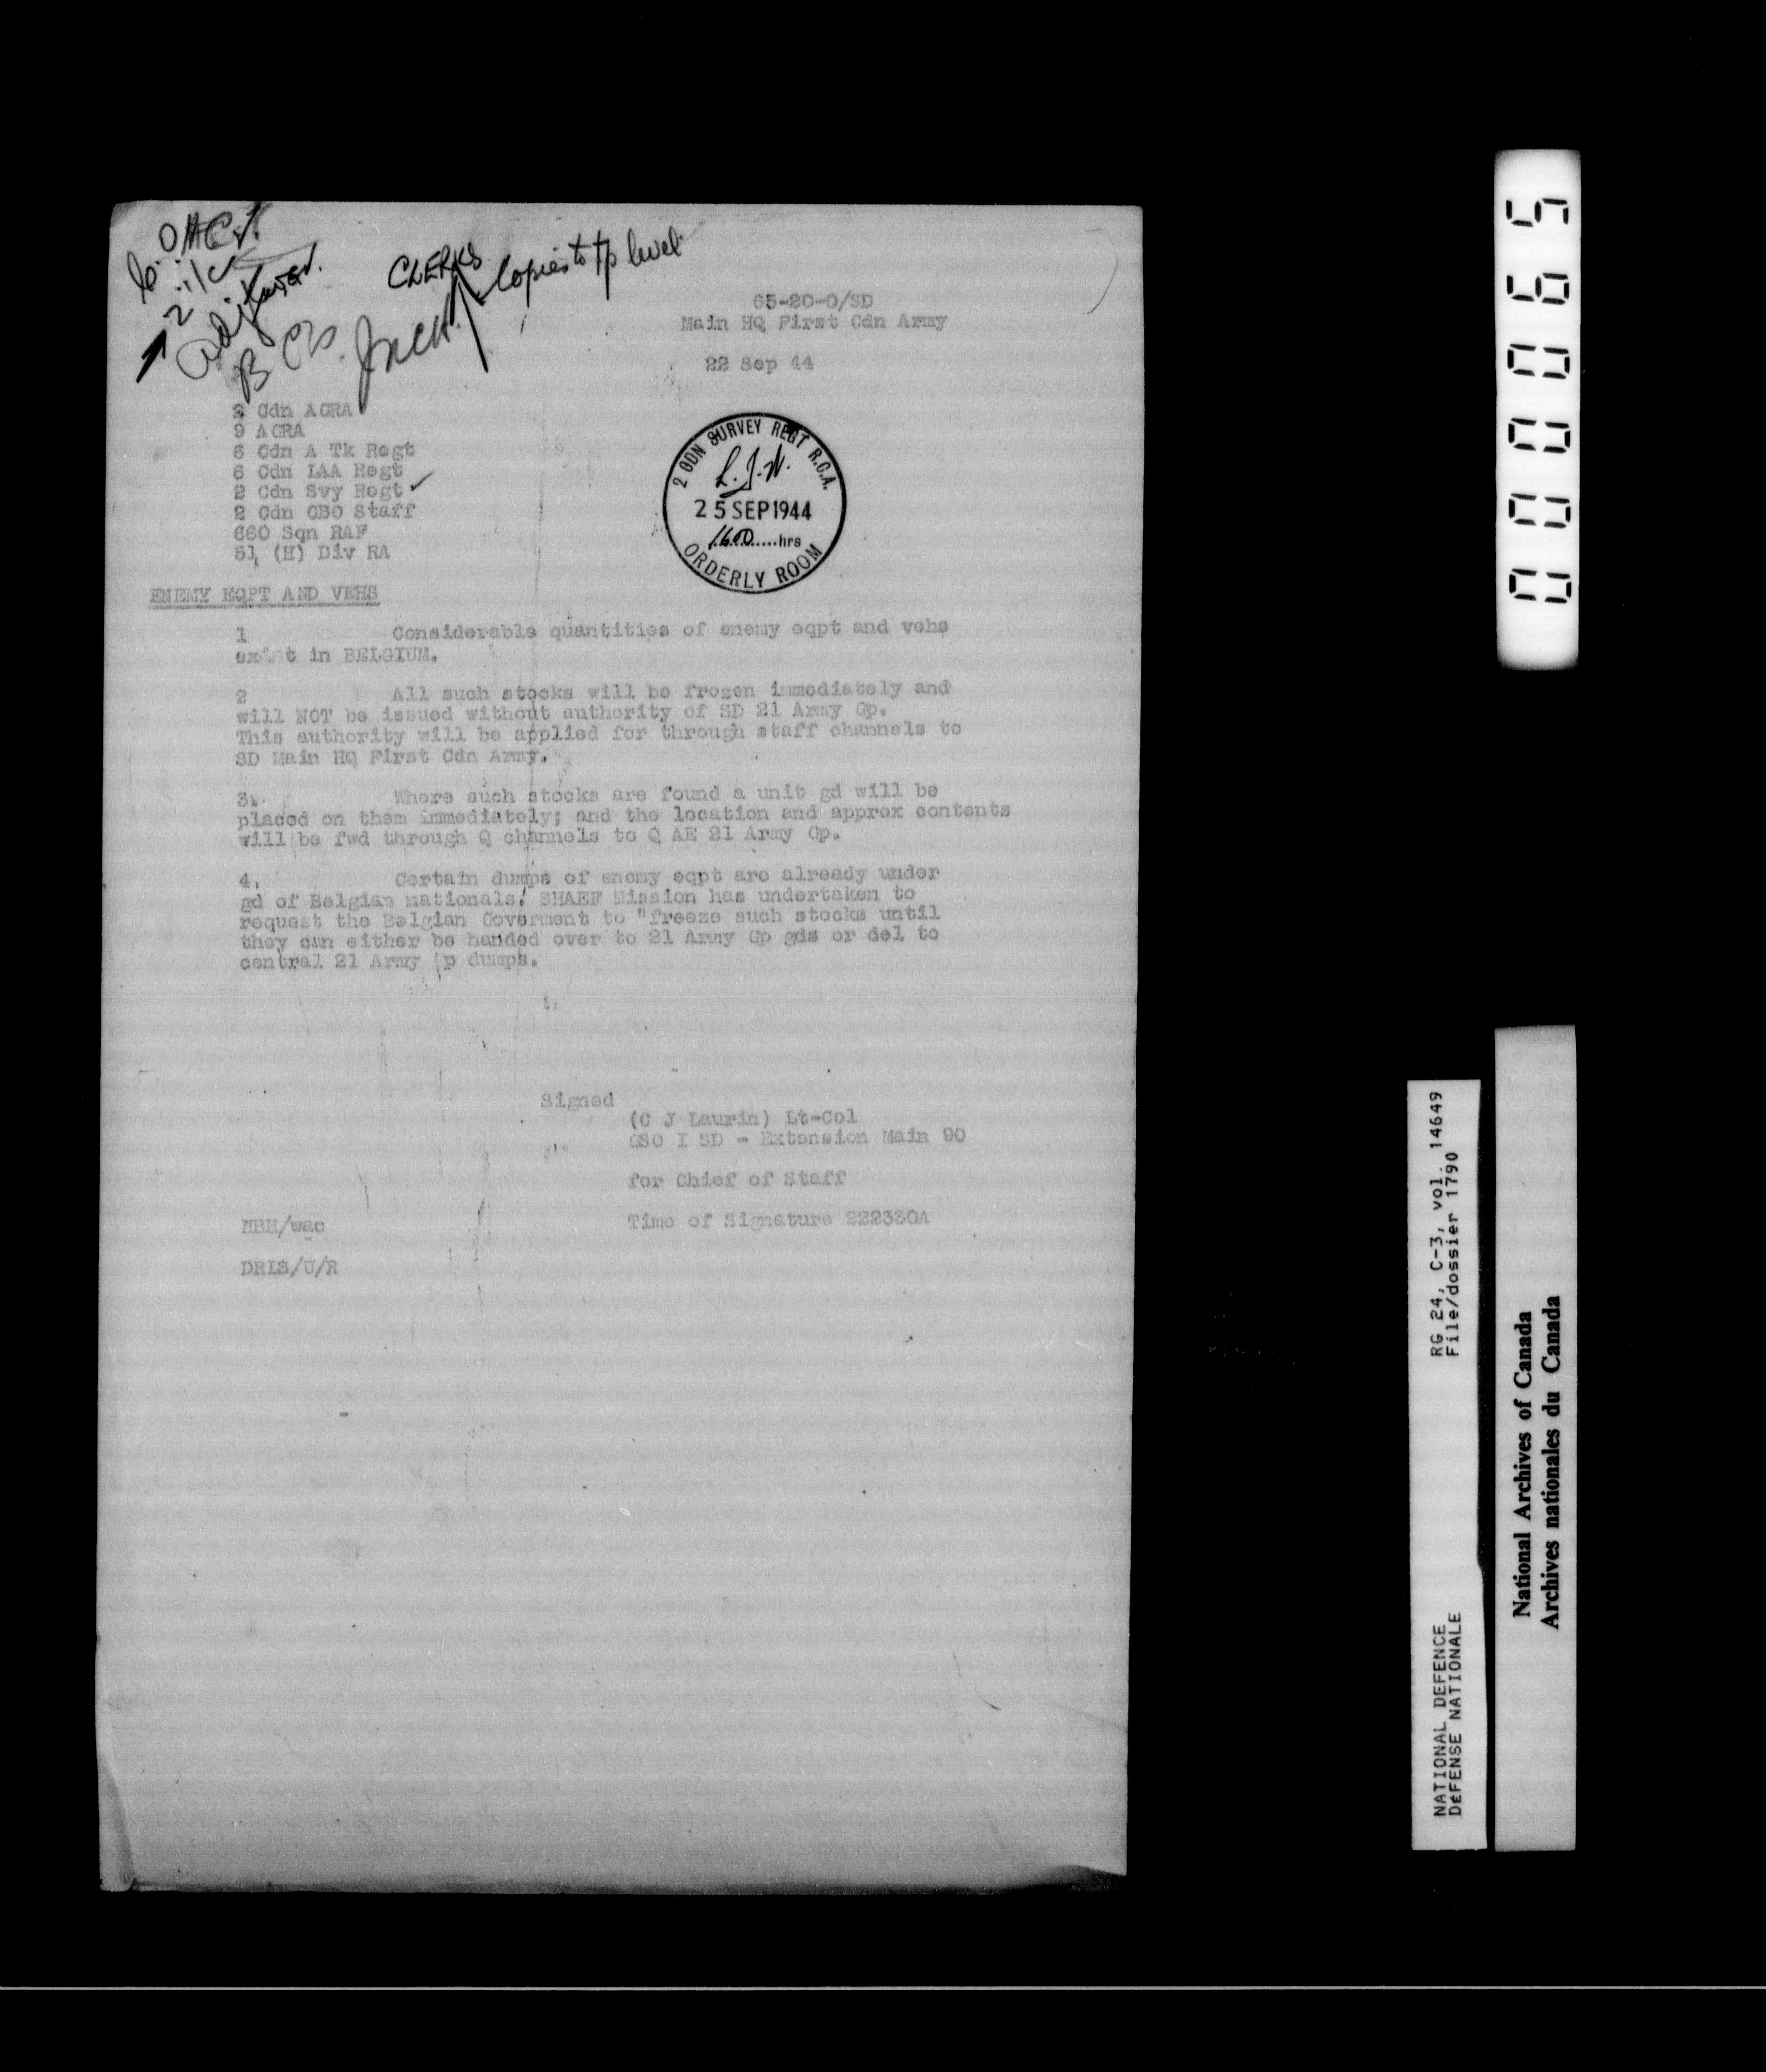 CLERKS
Copies to tp level.
2 i/c
65-20-0/SD
Main HQ First Cdn Army
22 Sep 44
2 Cdn AGRA
9 AGRA
6 Cdn A Tk Regt
6 Cdn LAA Regt
2 Cdn Svy Regt ✓
2 Cdn CBO Staff
660 Sqn RAF
51 (H) Div RA
2 CDN SURVEY REGT R.C.A.
25 SEP 1944
1600.....hrs
ORDERLY ROOM
ENEMY EQPT AND VEHS
1 Considerable quantities of enemy eqpt and vehs
exist in BELGIUM.
2 All such stocks will be frozen immediately and
will NOT be issued without authority of SD 21 Army Gp.
This authority will be applied for through staff channels to
SD Main HQ First Cdn Army.
3. Where such stocks are found a unit gd will be
placed on them immediately; and the location and approx contents
will be fwd through Q channels to Q AE 21 Army Gp.
4. Certain dumps of enemy eqpt are already under
gd of Belgian nationals. SHAEF Mission has undertaken to
request the Belgian Goverment to "freeze such stocks until
they can either be handed over to 21 Army Gp gds or del to
central 21 Army Gp dumps.
Signed
(C J Laurin) Lt-Col
GSO I SD - Extension Main 90
for Chief of Staff
Time of Signature 222330A
DRLS/U/R
000065
RG 24, C-3, vol. 14649
File/dossier 1790
NATIONAL DEFENCE
DÉFENSE NATIONALE
National Archives of Canada
Archives nationales du Canada